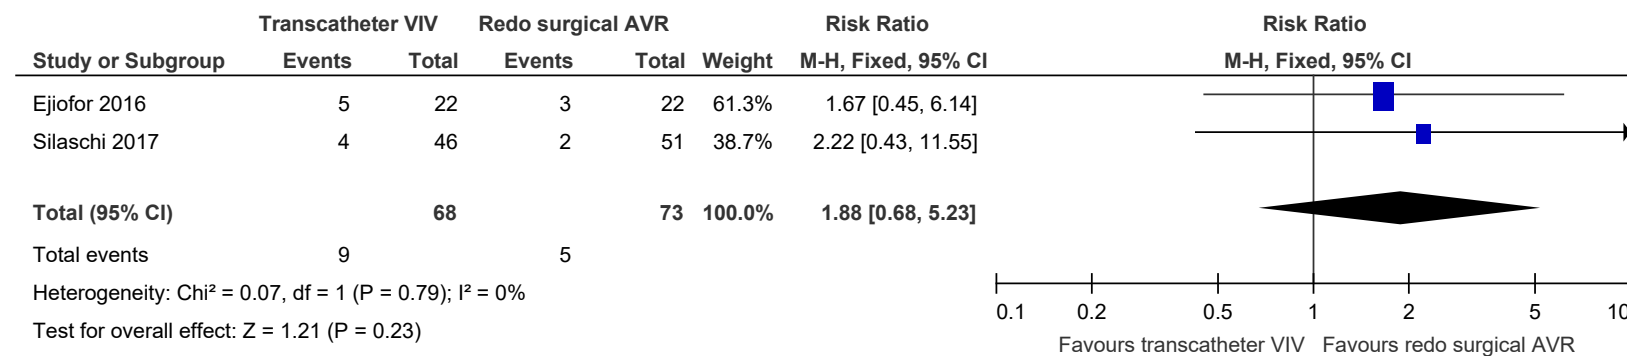 Transcatheter VIV Redo surgical AVR Risk Ratio Risk Ratio
Study or Subgroup Events Total Events Total Weight M-H, Fixed, 95% CI M-H, Fixed, 95% CI
Ejiofor 2016 5 22 3 22 61.3% 1.67 [0.45, 6.14]
Silaschi 2017 4 46 2 51 38.7% 2.22 [0.43, 11.55]
Total (95% CI) 68 73 100.0% 1.88 [0.68, 5.23]
Total events 9 5
Heterogeneity: Chi² = 0.07, df = 1 (P = 0.79); I² = 0%
Test for overall effect: Z = 1.21 (P = 0.23)
0.1 0.2 0.5 1 2 5 10
Favours transcatheter VIV Favours redo surgical AVR